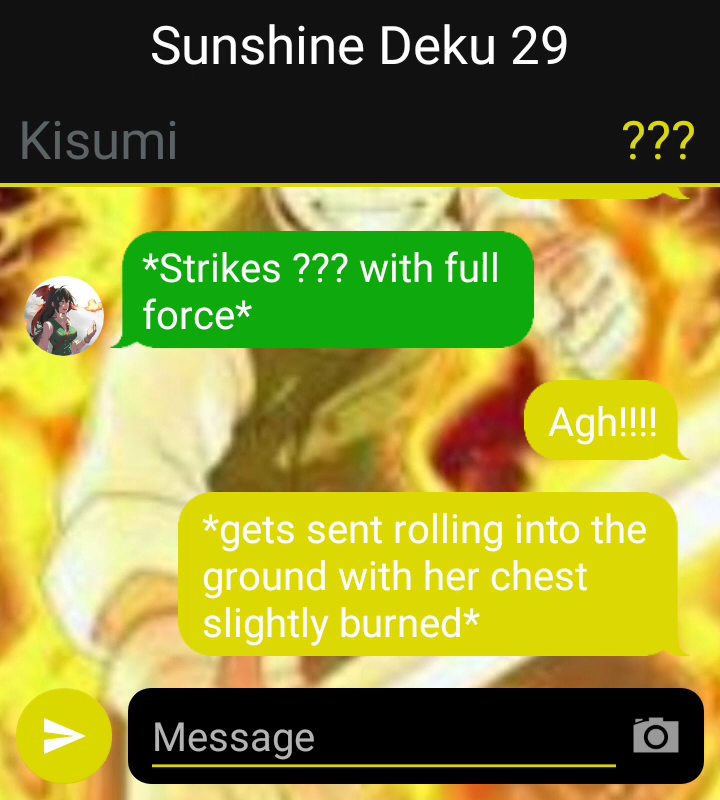 Sunshine Deku 29
Kisumi
???
*Strikes ??? with full
force*
Agh!!!!
*gets sent rolling into the
ground with her chest
slightly burned*
Message